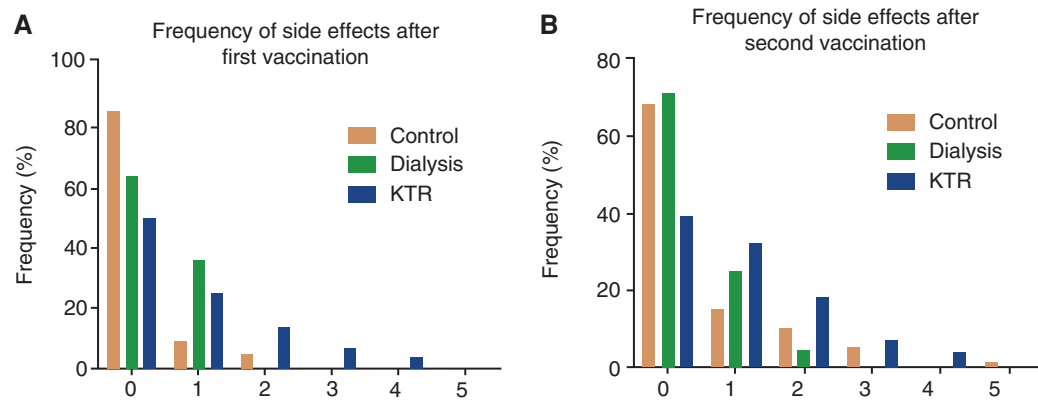 A
Frequency of side effects after
first vaccination
Frequency (%)
100
80
60
40
20
0
0 1 2 3 4 5
Control
Dialysis
KTR
B
Frequency of side effects after
second vaccination
Frequency (%)
80
60
40
20
0
0 1 2 3 4 5
Control
Dialysis
KTR